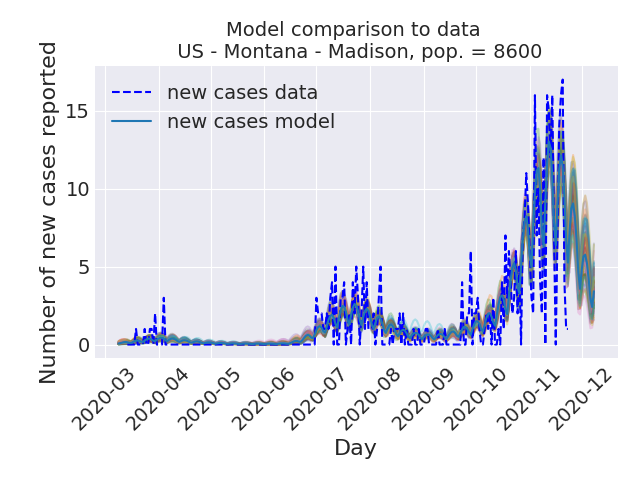 Model comparison to data
US - Montana - Madison, pop. = 8600
Number of new cases reported
15
10
5
0
new cases data
new cases model
2020-03
2020-04
2020-05
2020-06
2020-07
2020-08
2020-09
2020-10
2020-11
2020-12
Day